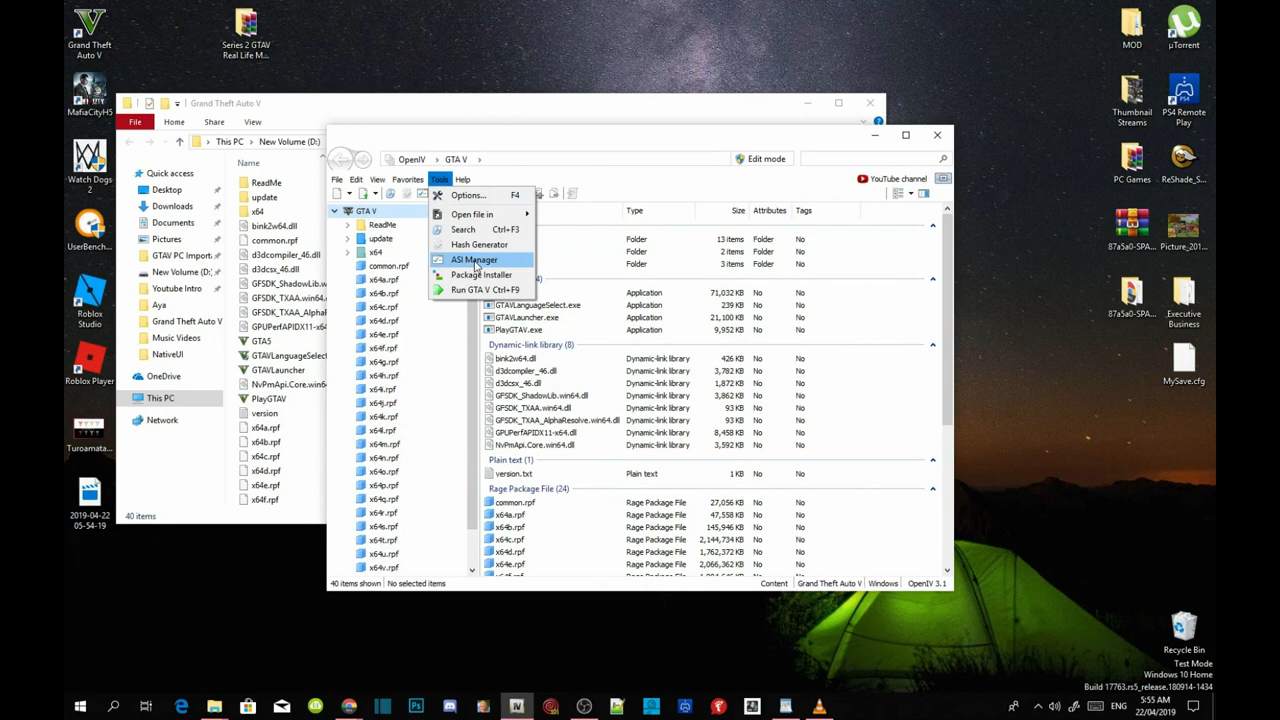 Grand Theft
Auto V
Series 2 GTAV
Real Life M...
MOD
µTorrent
MafiaCityH5
Watch Dogs
2
UserBench...
Roblox
Studio
Roblox Player
Turoamata...
2019-04-22
05-54-19
Thumbnail
Streams
PS4 Remote
Play
PC Games
ReShade_S...
87a5a0-SPA...
Picture_201...
87a5a0-SPA...
_Executive
Business
MySave.cfg
Recycle Bin
Grand Theft Auto V
File
Home
Share
View
This PC
New Volume (D:)
Name
Quick access
Desktop
Downloads
Documents
Pictures
GTAV PC Import
New Volume (D:)
Youtube Intro
Aya
Grand Theft Auto V
Music Videos
NativeUI
OneDrive
This PC
Network
ReadMe
update
x64
bink2w64.dll
common.rpf
d3dcompiler_46.dll
d3dcsx_46.dll
GFSDK_ShadowLib.
GFSDK_TXAA.win6
GFSDK_TXAA_Alpha
GPUPerfAPIDX11-x6
GTA5
GTAVLanguageSelect
GTAVLauncher
NvPmApi.Core.win64
PlayGTAV
version
x64a.rpf
x64b.rpf
x64c.rpf
x64d.rpf
x64e.rpf
x64f.rpf
40 items
OpenIV
GTA V
Edit mode
File
Edit
View
Favorites
Tools
Help
YouTube channel
Options... F4
Open file in
Search Ctrl+F3
Hash Generator
ASI Manager
Package Installer
Run GTA V Ctrl+F9
GTA V
ReadMe
update
x64
common.rpf
x64a.rpf
x64b.rpf
x64c.rpf
x64d.rpf
x64e.rpf
x64f.rpf
x64g.rpf
x64h.rpf
x64i.rpf
x64j.rpf
x64k.rpf
x64l.rpf
x64m.rpf
x64n.rpf
x64o.rpf
x64p.rpf
x64q.rpf
x64r.rpf
x64s.rpf
x64t.rpf
x64u.rpf
x64v.rpf
Type Size Attributes Tags
Folder 13 items No No
Folder 2 items No No
Folder 3 items No No
Application 71,032 KB No No
GTAVLanguageSelect.exe Application 239 KB No No
GTAVLauncher.exe Application 21,100 KB No No
PlayGTAV.exe Application 9,952 KB No No
Dynamic-link library (8)
bink2w64.dll Dynamic-link library 426 KB No No
d3dcompiler_46.dll Dynamic-link library 3,782 KB No No
d3dcsx_46.dll Dynamic-link library 1,872 KB No No
GFSDK_ShadowLib.win64.dll Dynamic-link library 3,862 KB No No
GFSDK_TXAA.win64.dll Dynamic-link library 93 KB No No
GFSDK_TXAA_AlphaResolve.win64.dll Dynamic-link library 93 KB No No
GPUPerfAPIDX11-x64.dll Dynamic-link library 8,458 KB No No
NvPmApi.Core.win64.dll Dynamic-link library 3,592 KB No No
Plain text (1)
version.txt Plain text 1 KB No No
Rage Package File (24)
common.rpf Rage Package File 27,056 KB No No
x64a.rpf Rage Package File 47,558 KB No No
x64b.rpf Rage Package File 145,946 KB No No
x64c.rpf Rage Package File 2,144,734 KB No No
x64d.rpf Rage Package File 1,762,372 KB No No
x64e.rpf Rage Package File 2,066,362 KB No No
40 items shown
No selected items
Content
Grand Theft Auto V
Windows
OpenIV 3.1
Test Mode
Windows 10 Home
Build 17763.rs5_release.180914-1434
ENG
5:55 AM
22/04/2019